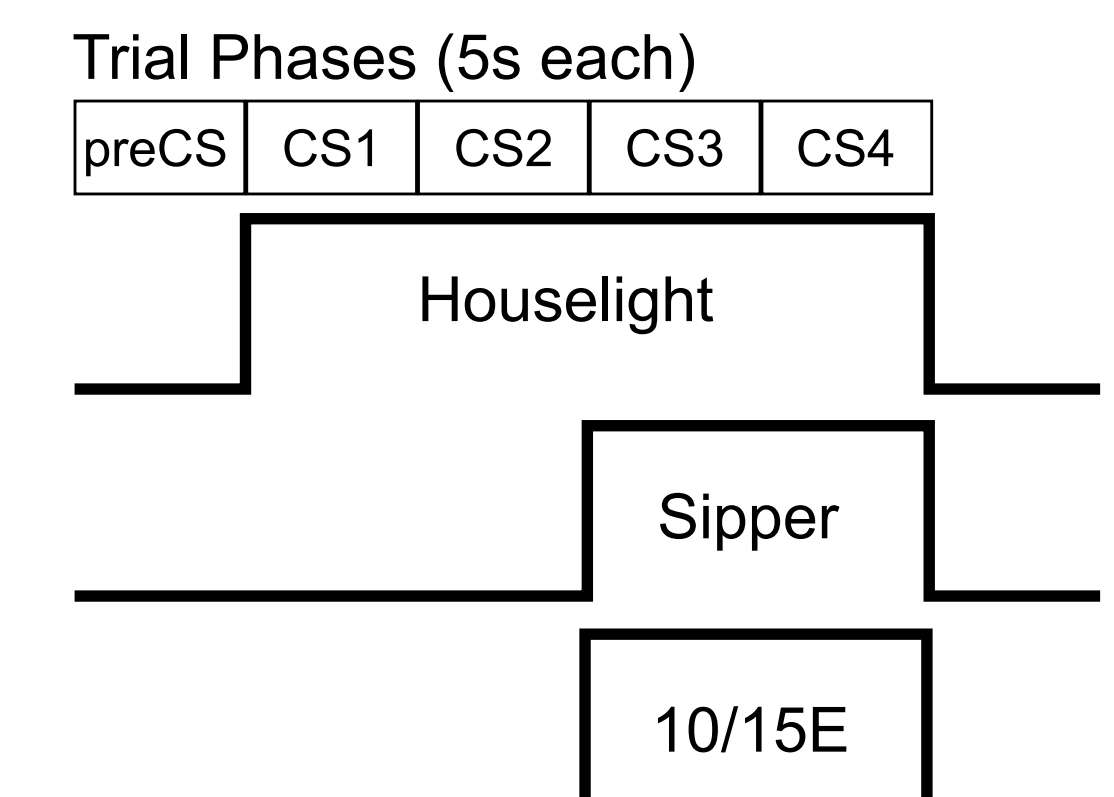 Trial Phases (5s each)
preCS CS1 CS2 CS3 CS4
Houselight
Sipper
10/15E